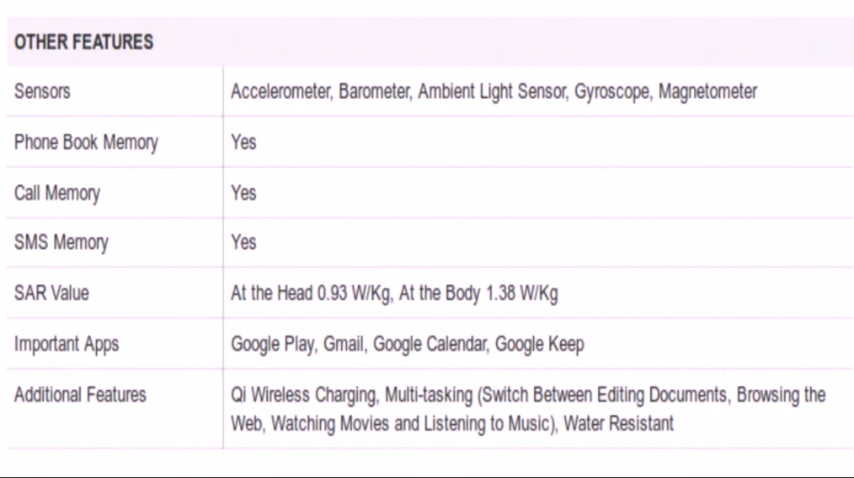 OTHER FEATURES
Sensors Accelerometer, Barometer, Ambient Light Sensor, Gyroscope, Magnetometer
Phone Book Memory Yes
Call Memory Yes
SMS Memory Yes
SAR Value At the Head 0.93 W/Kg, At the Body 1.38 W/Kg
Important Apps Google Play, Gmail, Google Calendar, Google Keep
Additional Features Qi Wireless Charging, Multi-tasking (Switch Between Editing Documents, Browsing the
Web, Watching Movies and Listening to Music), Water Resistant